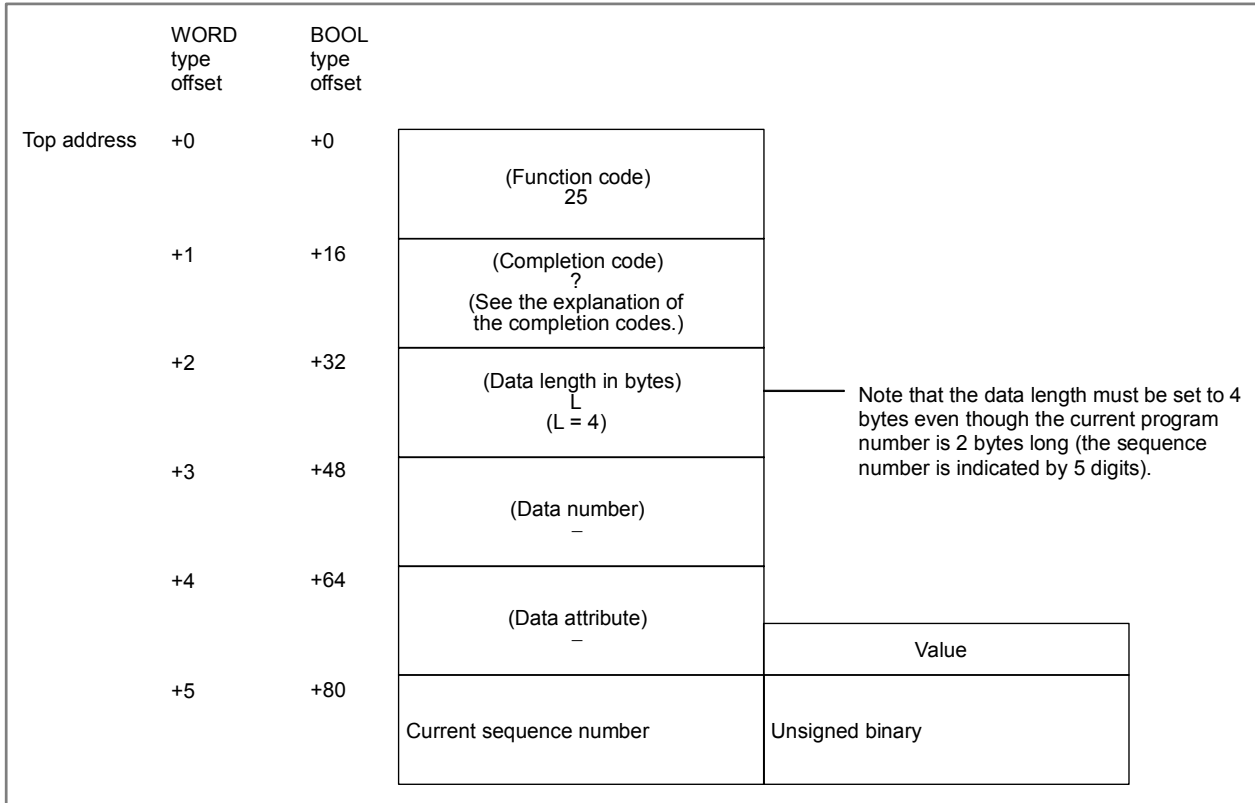 WORD
type
offset
BOOL
type
offset
Top address +0 +0
(Function code)
25
+1 +16
(Completion code)
?
(See the explanation of
the completion codes.)
+2 +32
(Data length in bytes)
L
(L = 4)
Note that the data length must be set to 4
bytes even though the current program
number is 2 bytes long (the sequence
number is indicated by 5 digits).
+3 +48
(Data number)
–
+4 +64
(Data attribute)
–
Value
+5 +80
Current sequence number
Unsigned binary